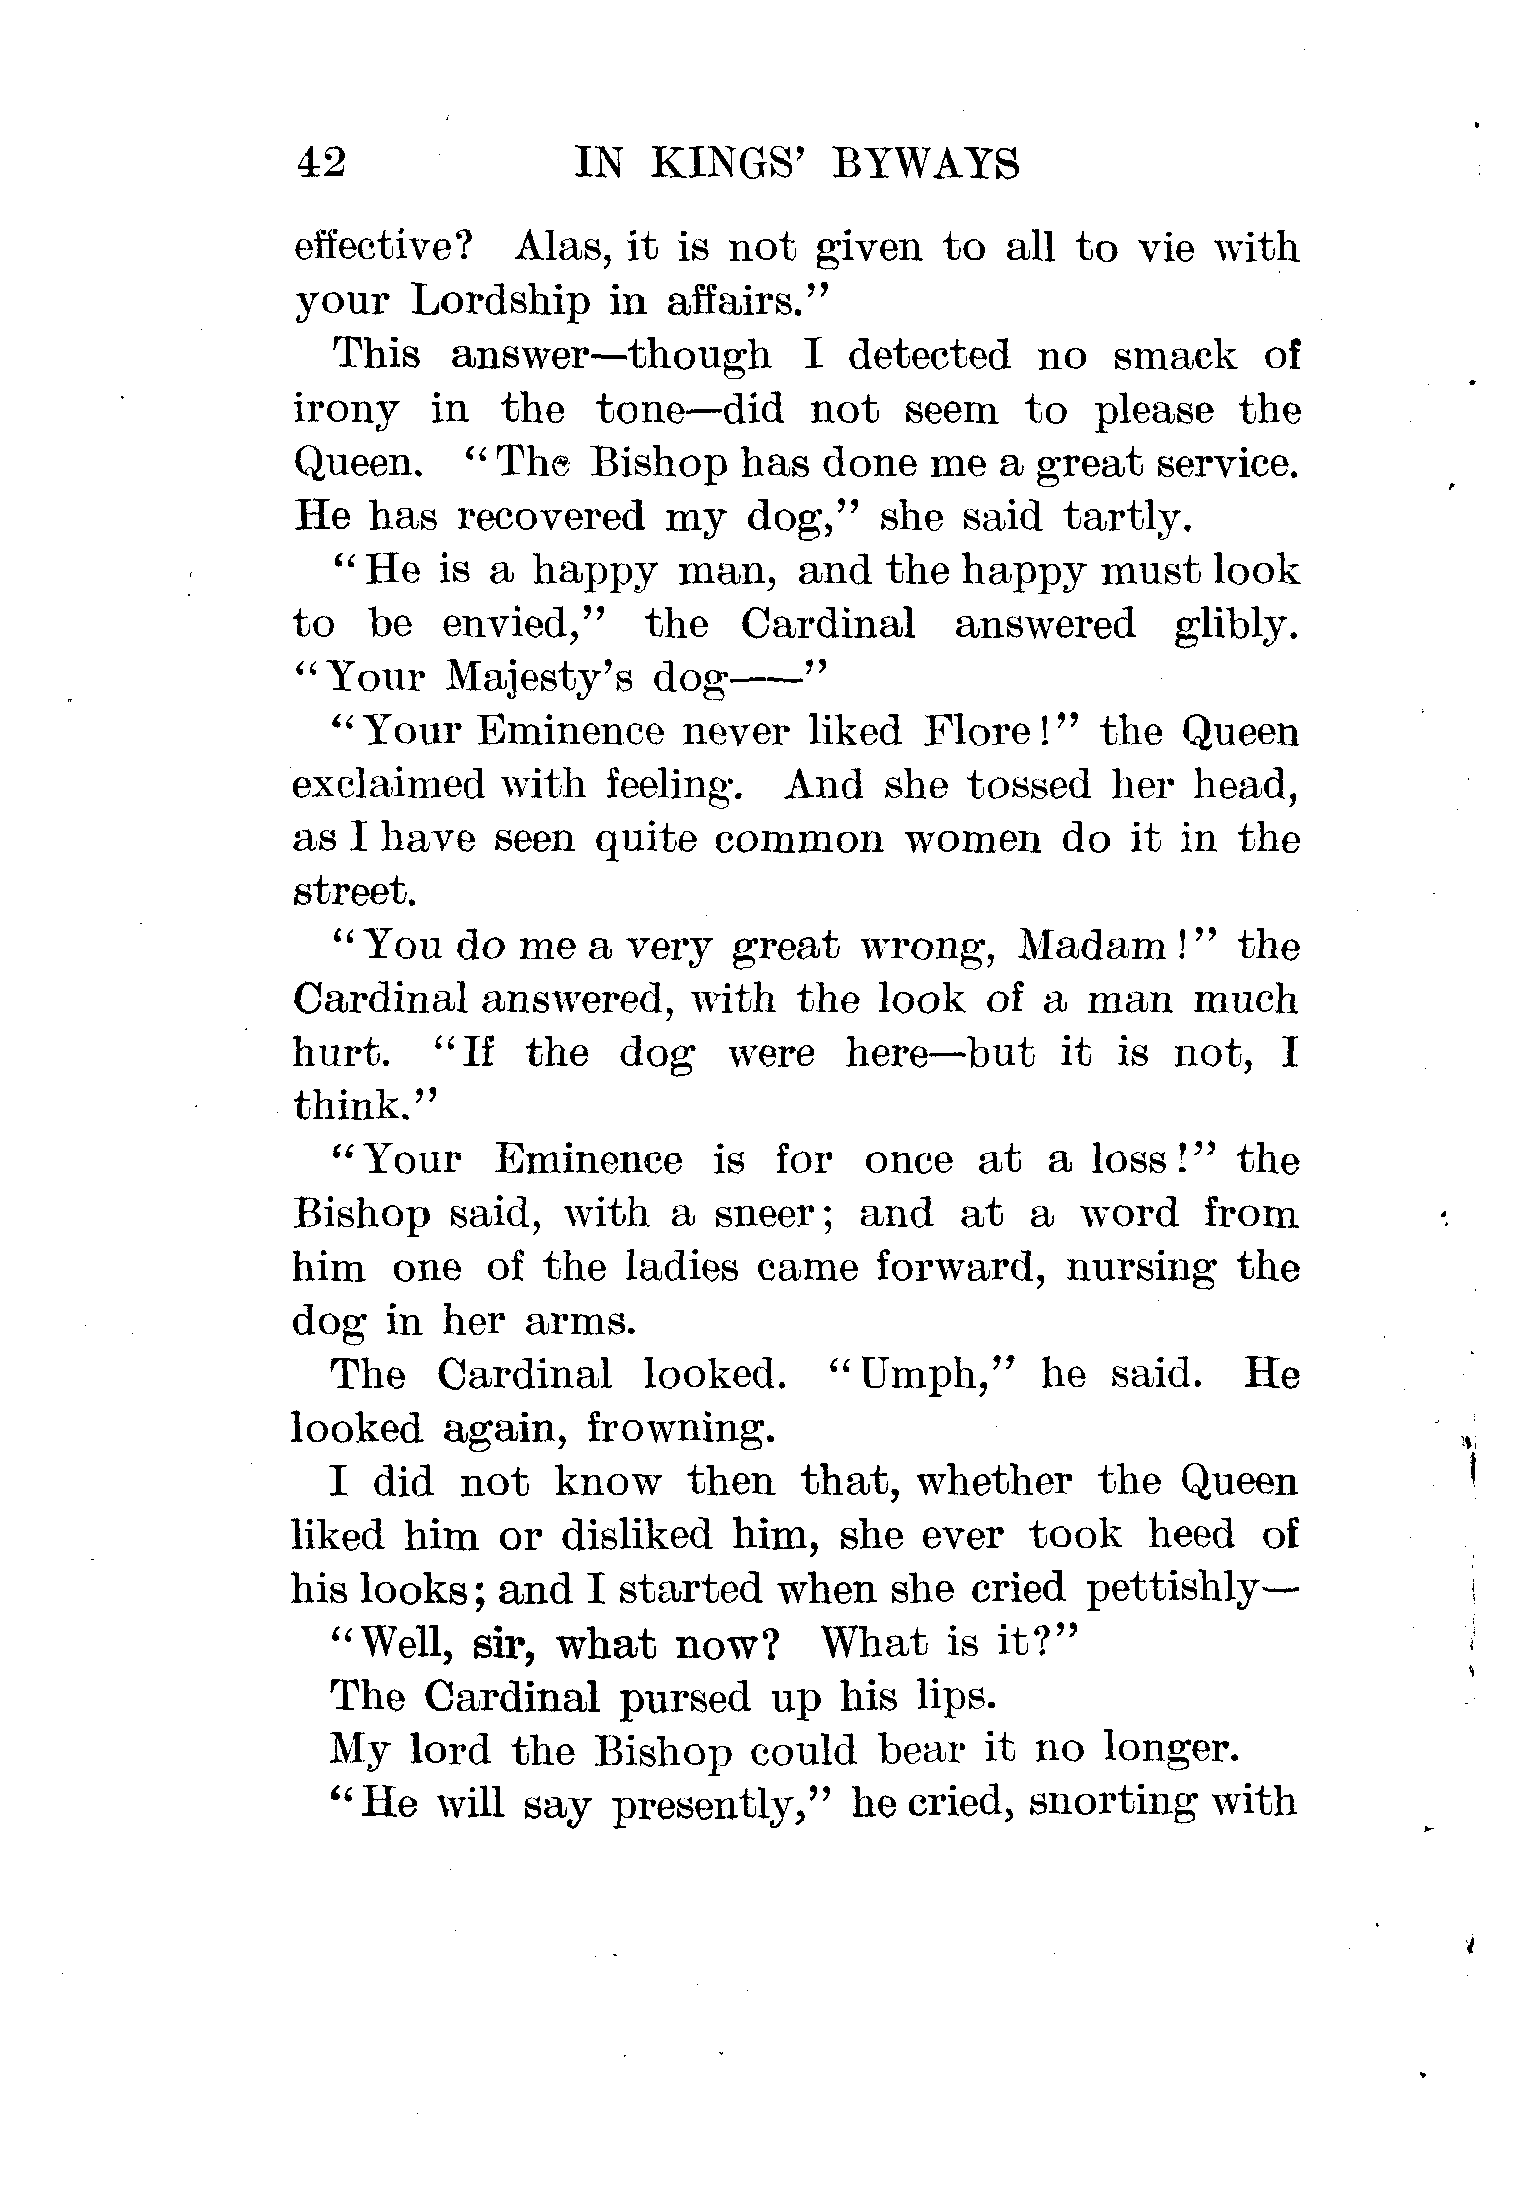 42 IN KINGS' BYWAYS
effective? Alas, it is not given to all to vie with
your Lordship in affairs."
This answer—though I detected no smack of
irony in the tone—did not seem to please the
Queen. "The Bishop has done me a great service.
He has recovered my dog," she said tartly.
"He is a happy man, and the happy must look
to be envied," the Cardinal answered glibly.
"Your Majesty's dog——"
"Your Eminence never liked Flore!" the Queen
exclaimed with feeling. And she tossed her head,
as I have seen quite common women do it in the
street.
"You do me a very great wrong, Madam!" the
Cardinal answered, with the look of a man much
hurt. "If the dog were here—but it is not, I
think."
"Your Eminence is for once at a loss!" the
Bishop said, with a sneer; and at a word from
him one of the ladies came forward, nursing the
dog in her arms.
The Cardinal looked. "Umph," he said. He
looked again, frowning.
I did not know then that, whether the Queen
liked him or disliked him, she ever took heed of
his looks; and I started when she cried pettishly—
"Well, sir, what now? What is it?"
The Cardinal pursed up his lips.
My lord the Bishop could bear it no longer.
"He will say presently," he cried, snorting with